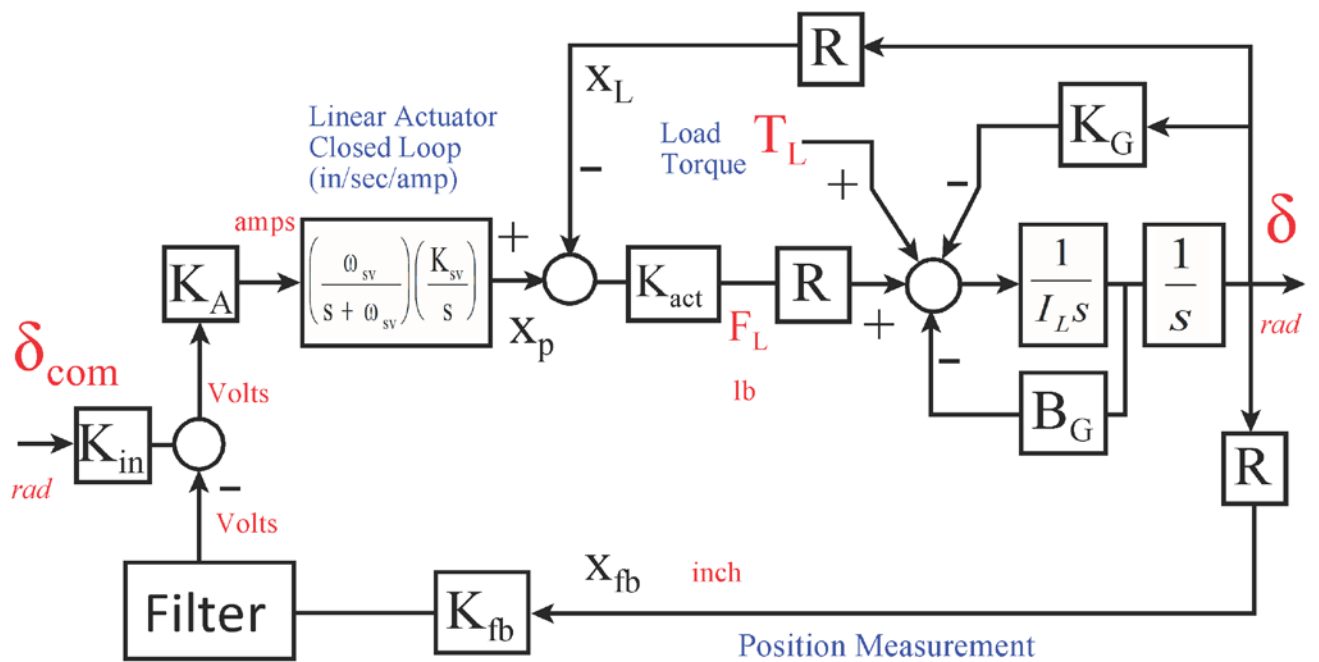 R
x_L
Linear Actuator
Closed Loop
(in/sec/amp)
Load
Torque
T_L
K_G
−
−
+
amps
+
δ
K_A
(ω_sv / (s + ω_sv)) (K_sv / s)
K_act
R
1 / (I_L s)
1 / s
x_p
F_L
+
rad
δ_com
Volts
lb
−
B_G
K_in
R
rad
−
Volts
x_fb
inch
Filter
K_fb
Position Measurement